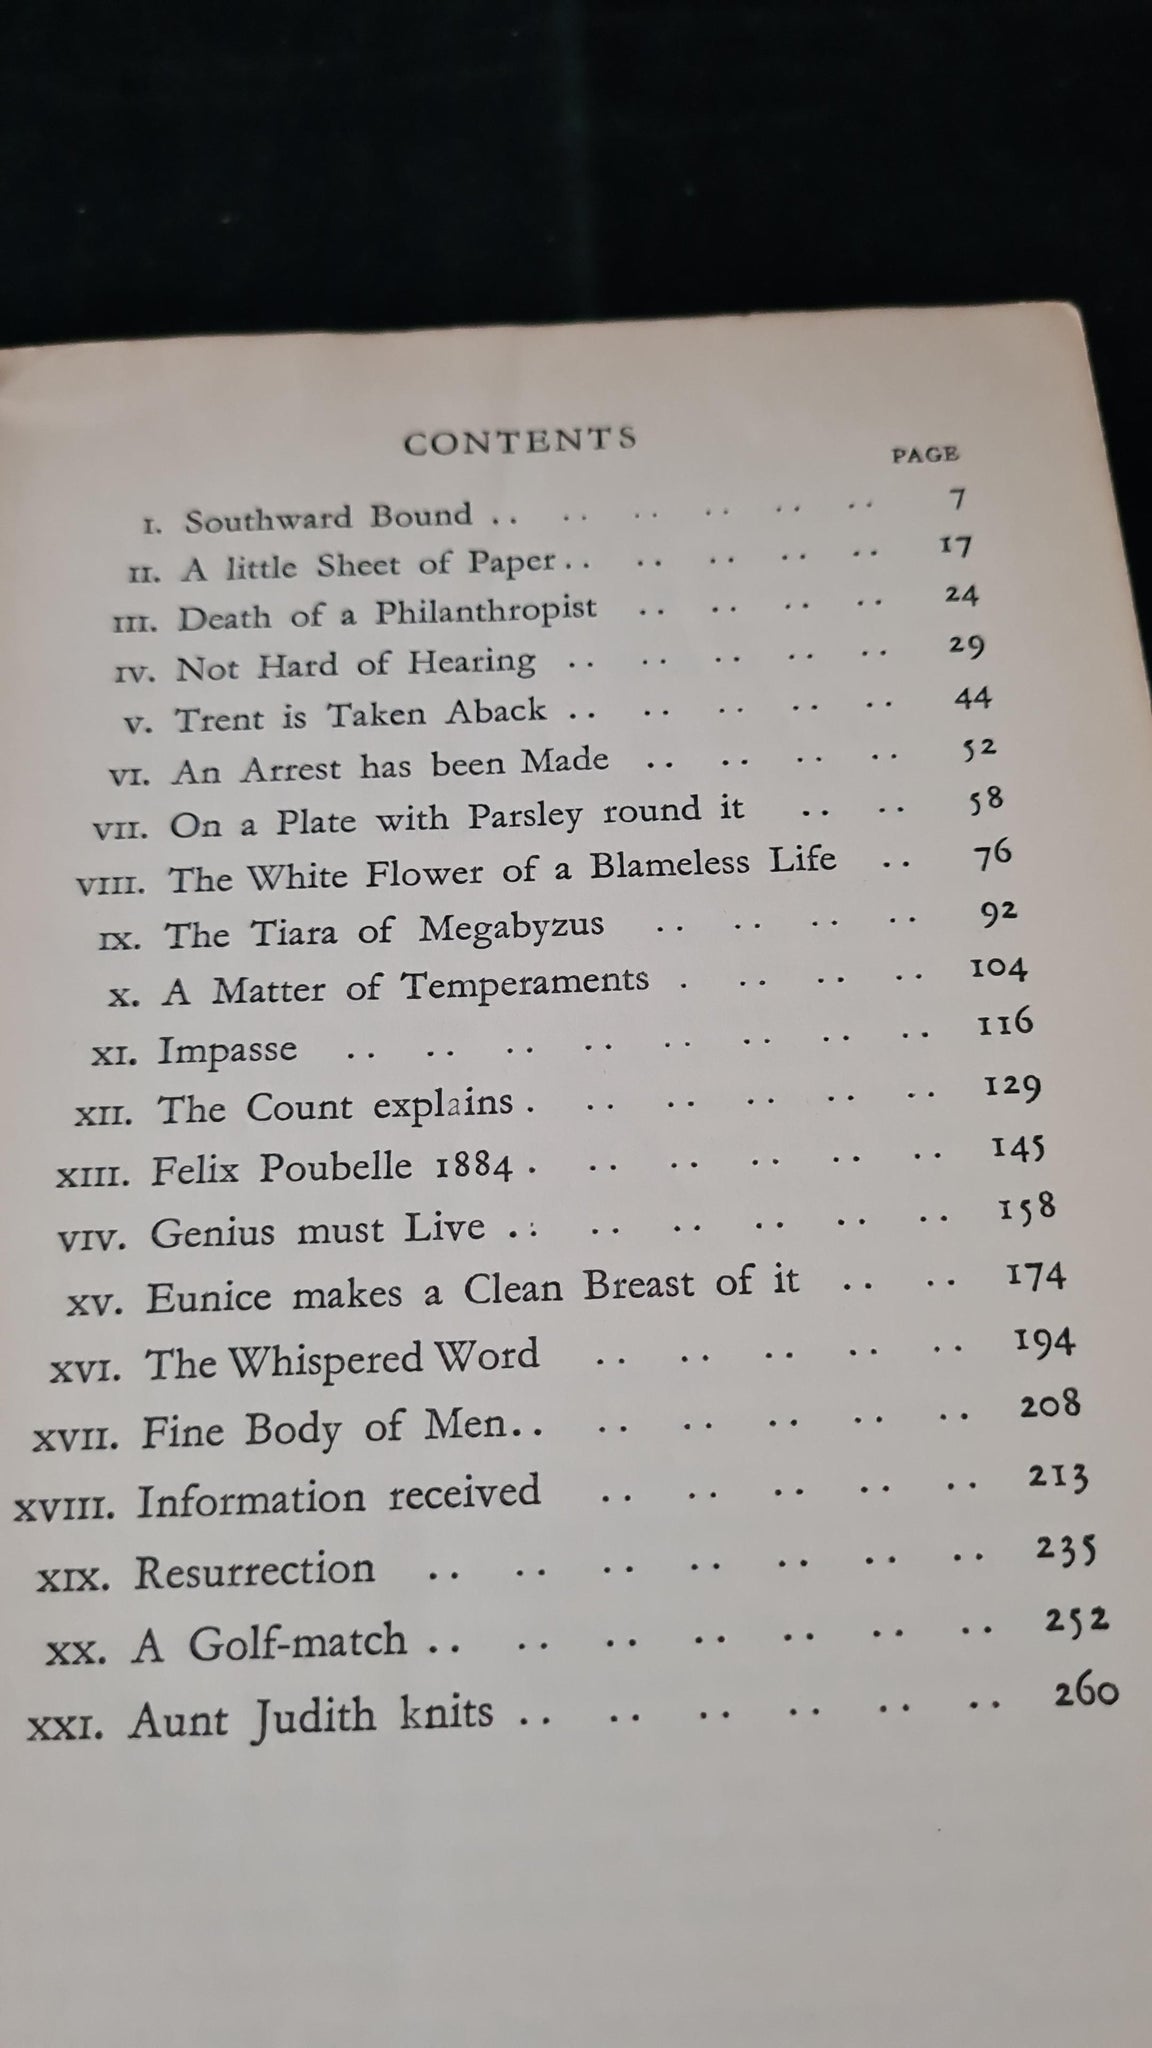 CONTENTS
PAGE
I. Southward Bound .. .. .. .. .. .. 7
II. A little Sheet of Paper .. .. .. .. .. 17
III. Death of a Philanthropist .. .. .. .. 24
IV. Not Hard of Hearing .. .. .. .. .. 29
V. Trent is Taken Aback .. .. .. .. .. 44
VI. An Arrest has been Made .. .. .. .. 52
VII. On a Plate with Parsley round it .. .. 58
VIII. The White Flower of a Blameless Life .. 76
IX. The Tiara of Megabyzus .. .. .. .. 92
X. A Matter of Temperaments . .. .. .. 104
XI. Impasse .. .. .. .. .. .. .. .. 116
XII. The Count explains . .. .. .. .. .. 129
XIII. Felix Poubelle 1884 . .. .. .. .. .. 145
VIV. Genius must Live .: .. .. .. .. .. 158
XV. Eunice makes a Clean Breast of it .. .. 174
XVI. The Whispered Word .. .. .. .. .. 194
XVII. Fine Body of Men .. .. .. .. .. .. 208
XVIII. Information received .. .. .. .. .. 213
XIX. Resurrection .. .. .. .. .. .. .. 235
XX. A Golf-match .. .. .. .. .. .. .. 252
XXI. Aunt Judith knits .. .. .. .. .. .. 260